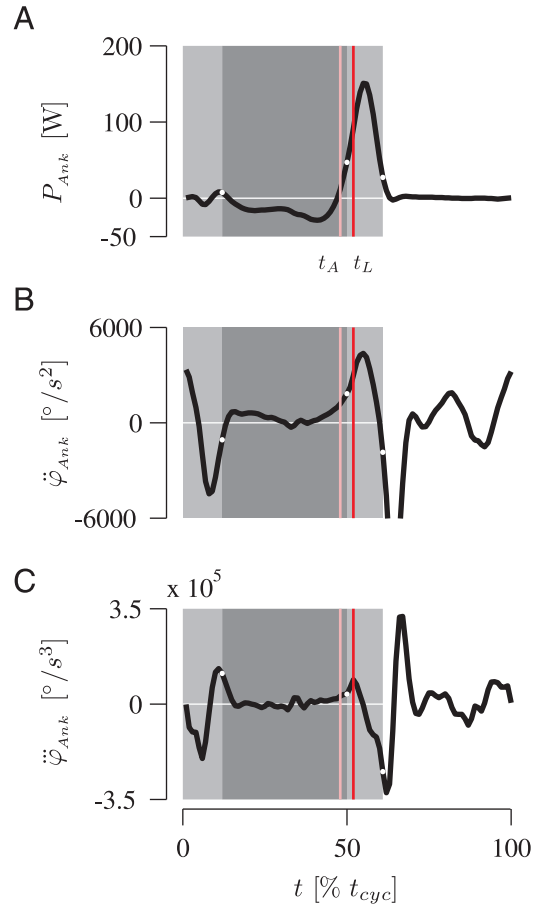 A
200
100
0
-50
P_Ank [W]
t_A t_L
B
6000
0
-6000
φ̈_Ank [°/s²]
C
x 10⁵
3.5
0
-3.5
φ⃛_Ank [°/s³]
0 50 100
t [% t_cyc]